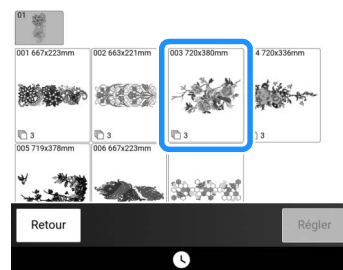 01
001 667x223mm 002 663x221mm 003 720x380mm 4 720x336mm
3 3 3 3
005 719x378mm 006 667x223mm
Retour Régler